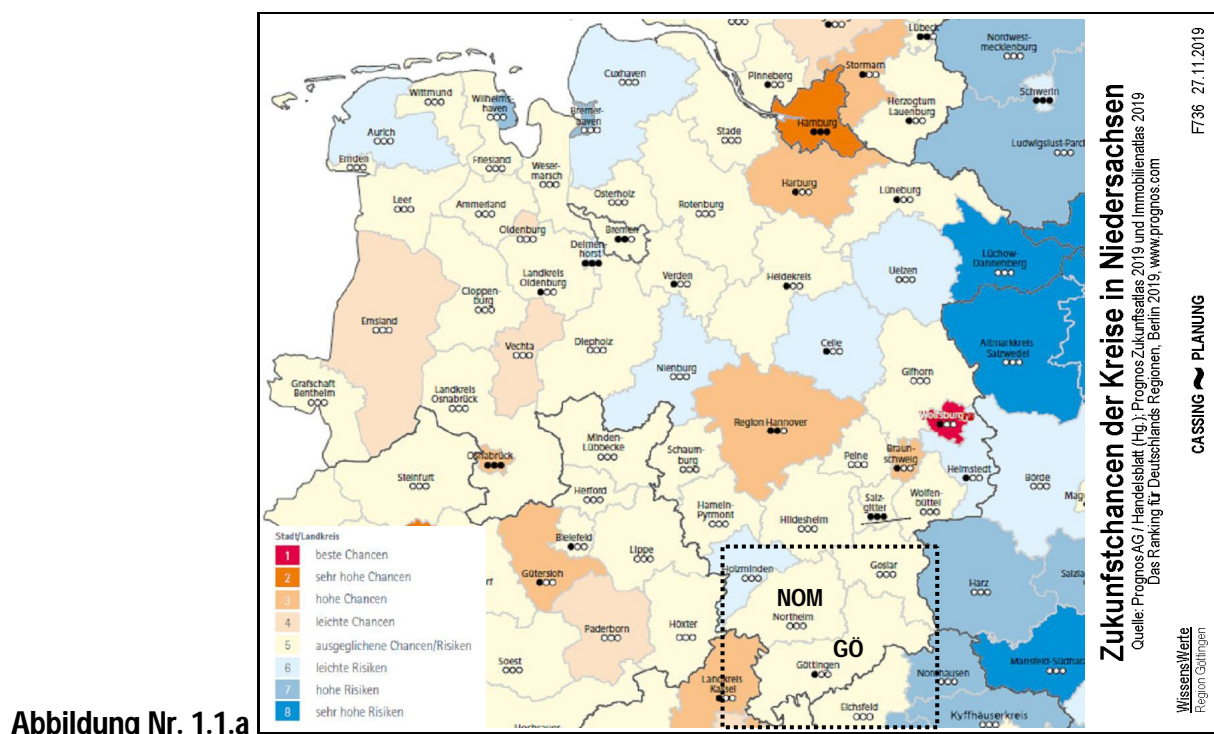 Abbildung Nr. 1.1.a
Zukunfstchancen der Kreise in Niedersachsen
Quelle: Prognos AG / Handelsblatt (Hg.): Prognos Zukunftsatlas 2019 und Immobilienatlas 2019
Das Ranking für Deutschlands Regionen, Berlin 2019, www.prognos.com
F736 27.11.2019
CASSING ~ PLANUNG
WissensWerte
Region Göttingen
Lübeck
Nordwest-
mecklenburg
Cuxhaven
Pinneberg
Stormarn
Schwerin
Wittmund
Wilhelms-
haven
Bremer-
haven
Herzogtum
Lauenburg
Aurich
Stade
Hamburg
Ludwigslust-Parc
Emden
Friesland
Weser-
marsch
Harburg
Lüneburg
Leer
Ammerland
Osterholz
Rotenburg
Oldenburg
Bremen
Delmen-
horst
Lüchow-
Dannenberg
Landkreis
Oldenburg
Verden
Heidekreis
Uelzen
Cloppen-
burg
Emsland
Vechta
Diepholz
Celle
Altmarkkreis
Salzwedel
Nienburg
Gifhorn
Grafschaft
Bentheim
Landkreis
Osnabrück
Wolfsburg
Region Hannover
Minden-
Lübbecke
Schaum-
burg
Peine
Braun-
schweig
Osnabrück
Helmstedt
Börde
Steinfurt
Herford
Hameln-
Pyrmont
Hildesheim
Salz-
gitter
Wolfen-
büttel
Mag
Bielefeld
Lippe
Gütersloh
Holzminden
Goslar
Harz
Salzla
NOM
Northeim
Paderborn
Höxter
GÖ
Göttingen
Soest
Landkreis
Kassel
Nordhausen
Mansfeld-Südhar
Eichsfeld
Kyffhäuserkreis
Hochsauer
rf
Stadt/Landkreis
1 beste Chancen
2 sehr hohe Chancen
3 hohe Chancen
4 leichte Chancen
5 ausgeglichene Chancen/Risiken
6 leichte Risiken
7 hohe Risiken
8 sehr hohe Risiken